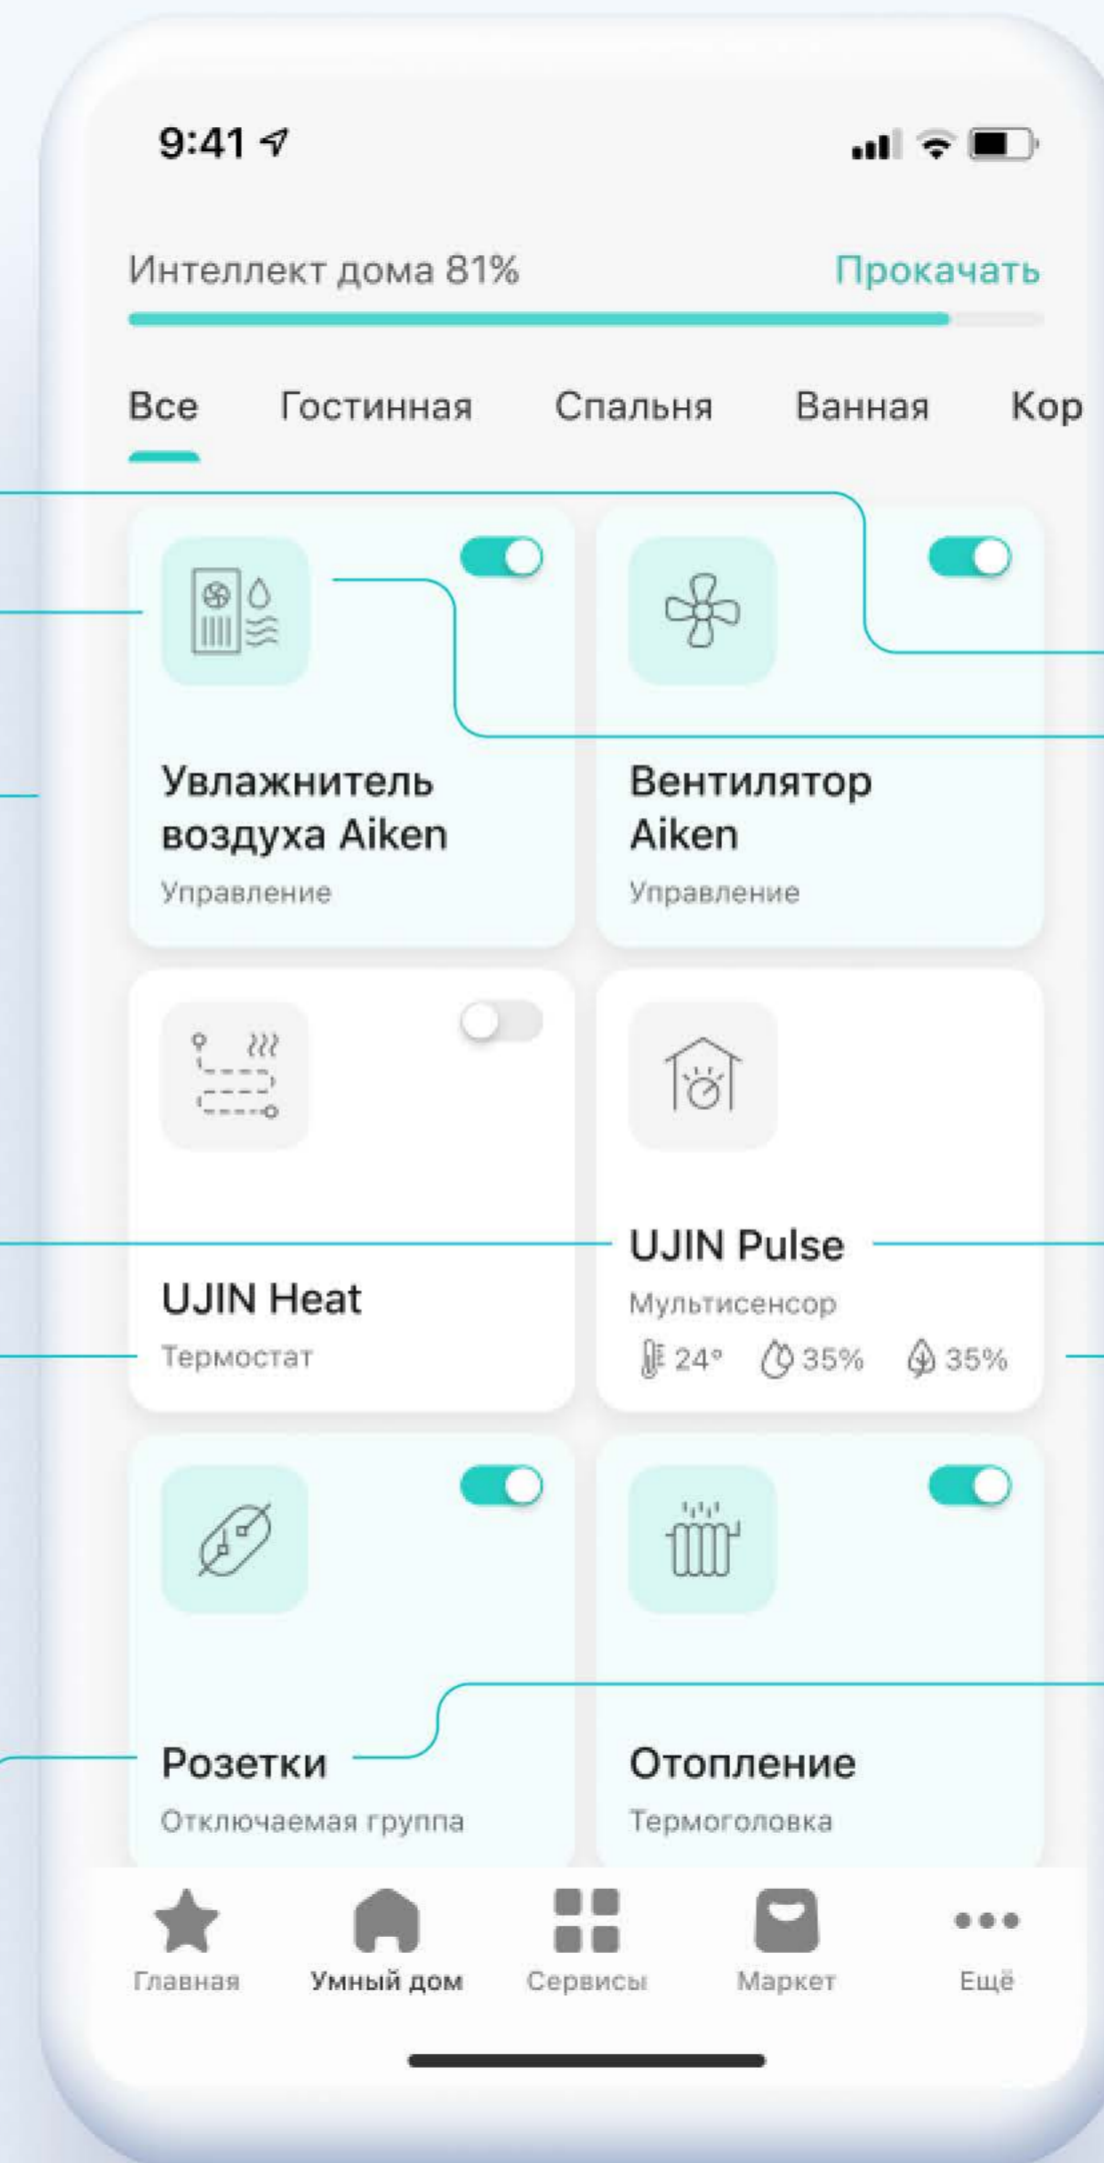 9:41
Интеллект дома 81%
Прокачать
Все Гостинная Спальня Ванная Кор
Увлажнитель
воздуха Aiken
Управление
Вентилятор
Aiken
Управление
UJIN Heat
Термостат
UJIN Pulse
Мультисенсор
24° 35% 35%
Розетки
Отключаемая группа
Отопление
Термоголовка
Главная Умный дом Сервисы Маркет Ещё